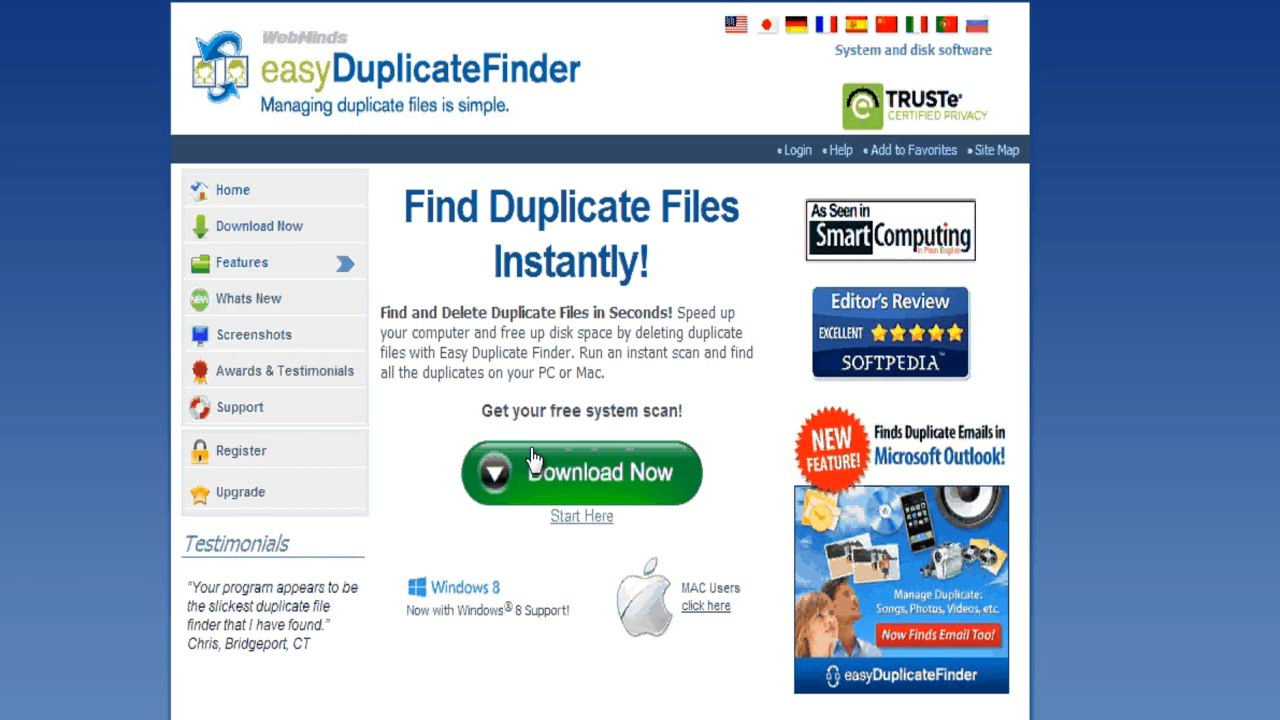 WebMinds
easyDuplicateFinder
Managing duplicate files is simple.
System and disk software
TRUSTe
CERTIFIED PRIVACY
• Login • Help • Add to Favorites • Site Map
Home
Download Now
Features
NEW
Whats New
Screenshots
Awards & Testimonials
Support
Register
Upgrade
Testimonials
“Your program appears to be
the slickest duplicate file
finder that I have found.”
Chris, Bridgeport, CT
Find Duplicate Files
Instantly!
Find and Delete Duplicate Files in Seconds! Speed up
your computer and free up disk space by deleting duplicate
files with Easy Duplicate Finder. Run an instant scan and find
all the duplicates on your PC or Mac.
Get your free system scan!
Download Now
Start Here
Windows 8
Now with Windows® 8 Support!
MAC Users
click here
As Seen in
SmartComputing
in Plain English
Editor's Review
EXCELLENT
SOFTPEDIA™
NEW
FEATURE!
Finds Duplicate Emails in
Microsoft Outlook!
Manage Duplicate:
Songs, Photos, Videos, etc.
Now Finds Email Too!
easyDuplicateFinder